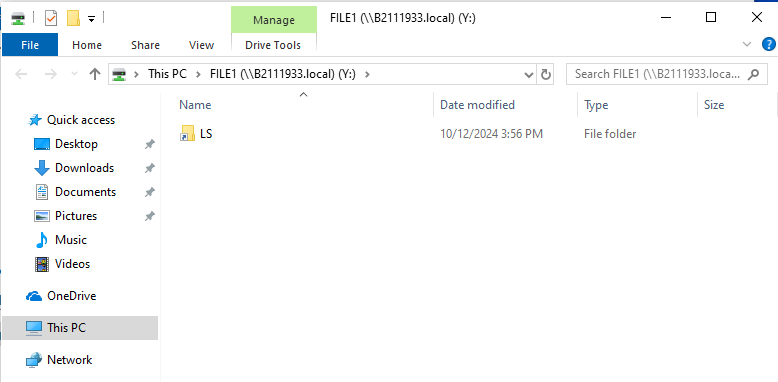 Manage
FILE1 (\\B2111933.local) (Y:)
File
Home
Share
View
Drive Tools
This PC
FILE1 (\\B2111933.local) (Y:)
Search FILE1 (\\B2111933.loca...
Name
Date modified
Type
Size
Quick access
LS
10/12/2024 3:56 PM
File folder
Desktop
Downloads
Documents
Pictures
Music
Videos
OneDrive
This PC
Network